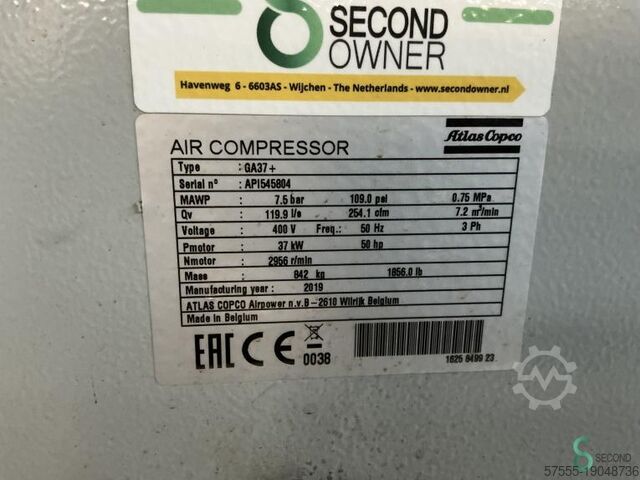 SECOND
OWNER
Havenweg 6 - 6603AS - Wijchen - The Netherlands - www.secondowner.nl
Atlas Copco
AIR COMPRESSOR
Type : GA37+
Serial n° : API545804
MAWP : 7.5 bar 109.0 psi 0.75 MPa
Qv : 119.9 l/s 254.1 cfm 7.2 m³/min
Voltage : 400 V Freq.: 50 Hz 3 Ph
Pmotor : 37 kW 50 hp
Nmotor : 2956 r/min
Mass : 842 kg 1856.0 lb
Manufacturing year : 2019
ATLAS COPCO Airpower n.v.B-2610 Wilrijk Belgium
Made in Belgium
EAC CE 0038
1625 8499 23
SECOND
57555-19048736